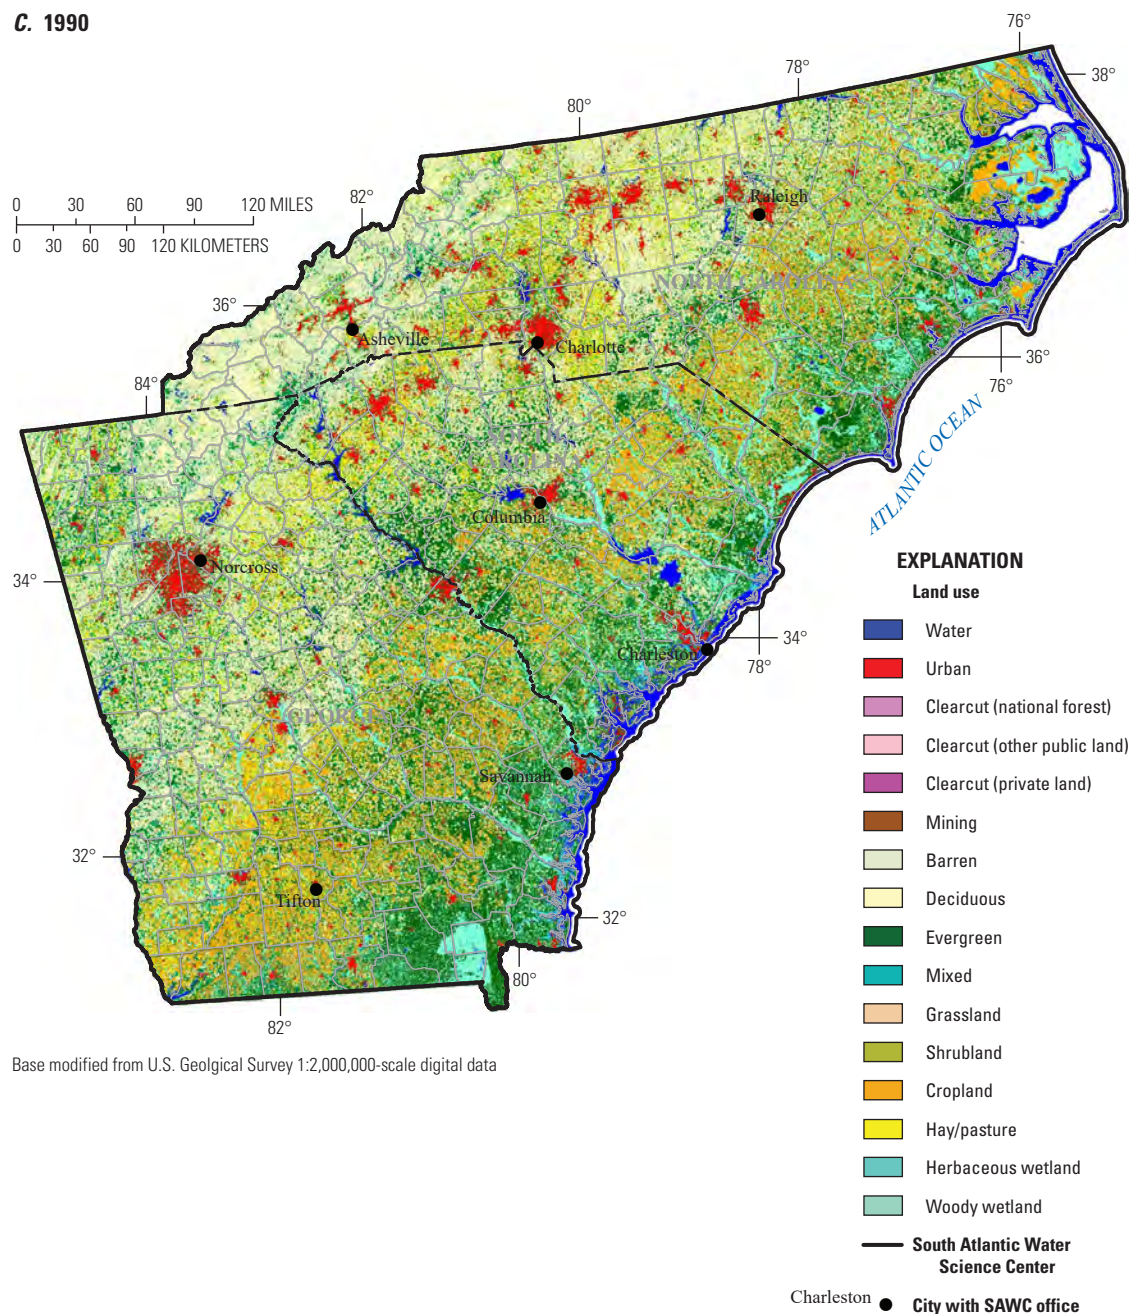 C. 1990
76°
78°
38°
80°
82°
0 30 60 90 120 MILES
0 30 60 90 120 KILOMETERS
Raleigh
NORTH CAROLINA
36°
Asheville
Charlotte
36°
76°
84°
ATLANTIC OCEAN
SOUTH
Columbia
34°
Norcross
34°
78°
Charleston
GEORGIA
Savannah
32°
Tifton
32°
80°
82°
Base modified from U.S. Geolgical Survey 1:2,000,000-scale digital data
EXPLANATION
Land use
Water
Urban
Clearcut (national forest)
Clearcut (other public land)
Clearcut (private land)
Mining
Barren
Deciduous
Evergreen
Mixed
Grassland
Shrubland
Cropland
Hay/pasture
Herbaceous wetland
Woody wetland
South Atlantic Water
Science Center
Charleston City with SAWC office